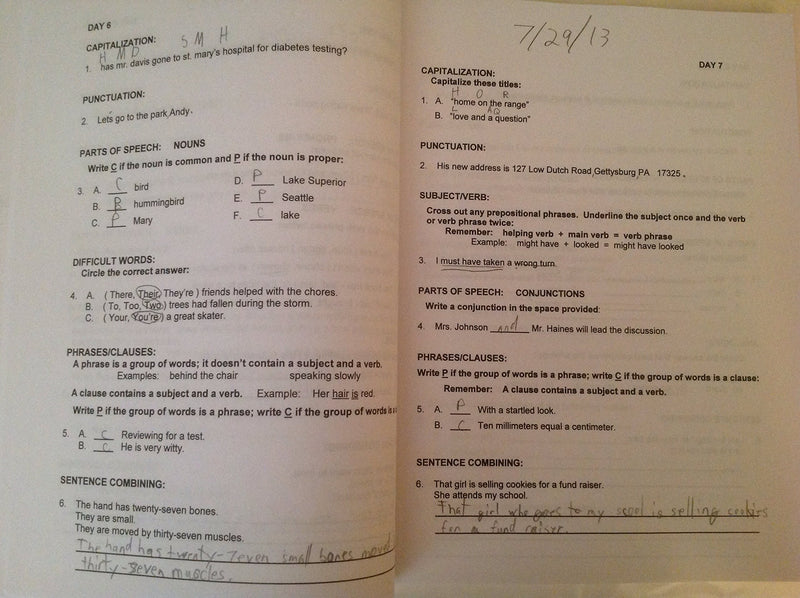 DAY 6
CAPITALIZATION:
H M D S M H
1. has mr. davis gone to st. mary's hospital for diabetes testing?
PUNCTUATION:
2. Let's go to the park, Andy.
PARTS OF SPEECH: NOUNS
Write C if the noun is common and P if the noun is proper:
3. A. C bird
B. hummingbird
C. P Mary
D. P Lake Superior
E. P Seattle
F. C lake
DIFFICULT WORDS:
Circle the correct answer:
4. A. ( There, Their, They're ) friends helped with the chores.
B. ( To, Too, Two ) trees had fallen during the storm.
C. ( Your, You're ) a great skater.
PHRASES/CLAUSES:
A phrase is a group of words; it doesn't contain a subject and a verb.
Examples: behind the chair speaking slowly
A clause contains a subject and a verb. Example: Her hair is red.
Write P if the group of words is a phrase; write C if the group of words is a
5. A. C Reviewing for a test.
B. C He is very witty.
SENTENCE COMBINING:
6. The hand has twenty-seven bones.
They are small.
They are moved by thirty-seven muscles.
The hand has twenty-seven small bones moved
thirty-seven muscles.
7/29/13
DAY 7
CAPITALIZATION:
Capitalize these titles:
H O R
1. A. "home on the range"
L A Q
B. "love and a question"
PUNCTUATION:
2. His new address is 127 Low Dutch Road, Gettysburg PA 17325.
SUBJECT/VERB:
Cross out any prepositional phrases. Underline the subject once and the verb
or verb phrase twice:
Remember: helping verb + main verb = verb phrase
Example: might have + looked = might have looked
3. I must have taken a wrong turn.
PARTS OF SPEECH: CONJUNCTIONS
Write a conjunction in the space provided:
4. Mrs. Johnson and Mr. Haines will lead the discussion.
PHRASES/CLAUSES:
Write P if the group of words is a phrase; write C if the group of words is a clause:
Remember: A clause contains a subject and a verb.
5. A. P With a startled look.
B. C Ten millimeters equal a centimeter.
SENTENCE COMBINING:
6. That girl is selling cookies for a fund raiser.
She attends my school.
That girl who goes to my scool is selling cookies
for a fund raiser.